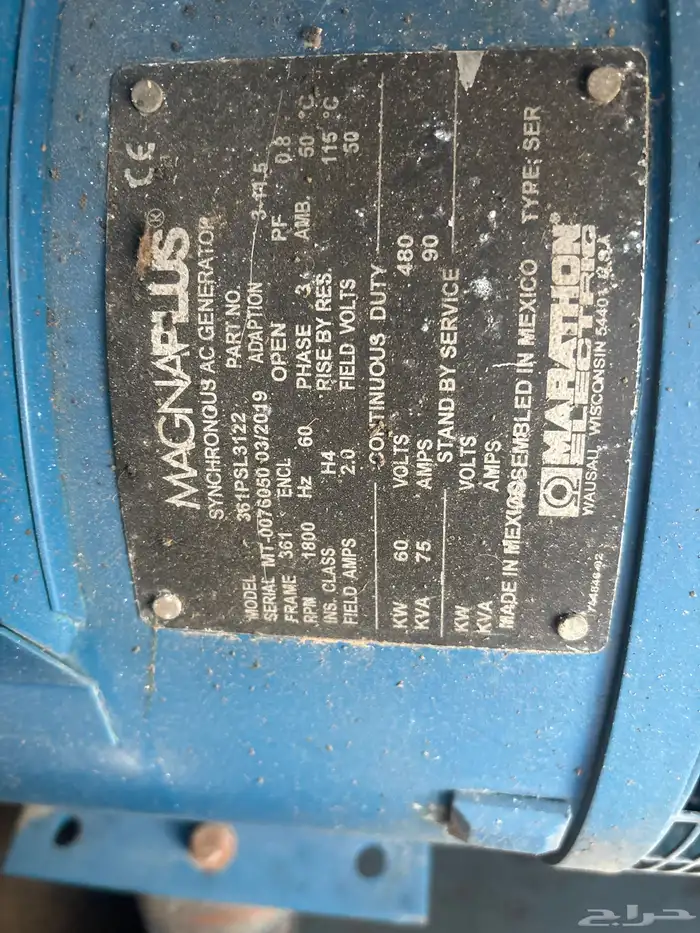 CE
MAGNAPLUS®
SYNCHRONOUS AC GENERATOR
MODEL 361PSL3122 PART NO.
SERIAL MT-0076050 03/2019 ADAPTION 3-11.5
FRAME 361 ENCL OPEN PF 0.8
RPM 1800 Hz 60 PHASE 3 AMB. 50 °C
INS. CLASS H4 RISE BY RES. 115 °C
FIELD AMPS 2.0 FIELD VOLTS 50
CONTINUOUS DUTY
KW 60 VOLTS 480
KVA 75 AMPS 90
STAND BY SERVICE
KW VOLTS
KVA AMPS
MADE IN MEXICO ASSEMBLED IN MEXICO TYPE: SER
MARATHON®
ELECTRIC
WAUSAU, WISCONSIN 54401 U.S.A
حراج